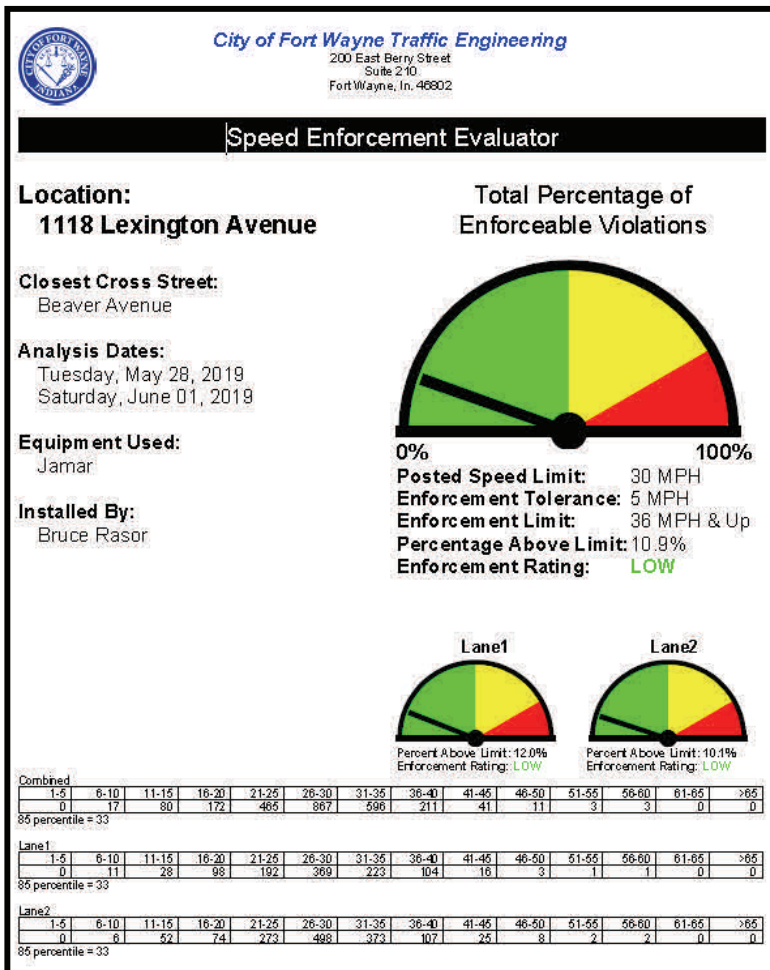 CITY OF FORT WAYNE
INDIANA
City of Fort Wayne Traffic Engineering
200 East Berry Street
Suite 210
Fort Wayne, In. 46802
Speed Enforcement Evaluator
Location:
1118 Lexington Avenue
Closest Cross Street:
Beaver Avenue
Analysis Dates:
Tuesday, May 28, 2019
Saturday, June 01, 2019
Equipment Used:
Jamar
Installed By:
Bruce Rasor
Total Percentage of
Enforceable Violations
0% 100%
Posted Speed Limit: 30 MPH
Enforcement Tolerance: 5 MPH
Enforcement Limit: 36 MPH & Up
Percentage Above Limit: 10.9%
Enforcement Rating: LOW
Lane1 Lane2
Percent Above Limit: 12.0% Percent Above Limit: 10.1%
Enforcement Rating: LOW Enforcement Rating: LOW
Combined
1-5 6-10 11-15 16-20 21-25 26-30 31-35 36-40 41-45 46-50 51-55 56-60 61-65 >65
0 17 80 172 465 867 596 211 41 11 3 3 0 0
85 percentile = 33
Lane1
1-5 6-10 11-15 16-20 21-25 26-30 31-35 36-40 41-45 46-50 51-55 56-60 61-65 >65
0 11 28 98 192 369 223 104 16 3 1 1 0 0
85 percentile = 33
Lane2
1-5 6-10 11-15 16-20 21-25 26-30 31-35 36-40 41-45 46-50 51-55 56-60 61-65 >65
0 6 52 74 273 498 373 107 25 8 2 2 0 0
85 percentile = 33